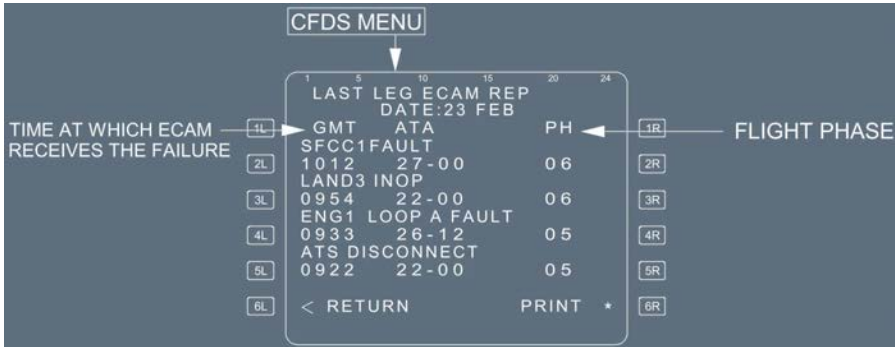 CFDS MENU
1 5 10 15 20 24
LAST LEG ECAM REP
DATE:23 FEB
TIME AT WHICH ECAM
RECEIVES THE FAILURE
1L GMT ATA PH 1R
FLIGHT PHASE
SFCC1FAULT
2L 1012 27-00 06 2R
LAND3 INOP
3L 0954 22-00 06 3R
ENG1 LOOP A FAULT
4L 0933 26-12 05 4R
ATS DISCONNECT
5L 0922 22-00 05 5R
6L < RETURN PRINT * 6R